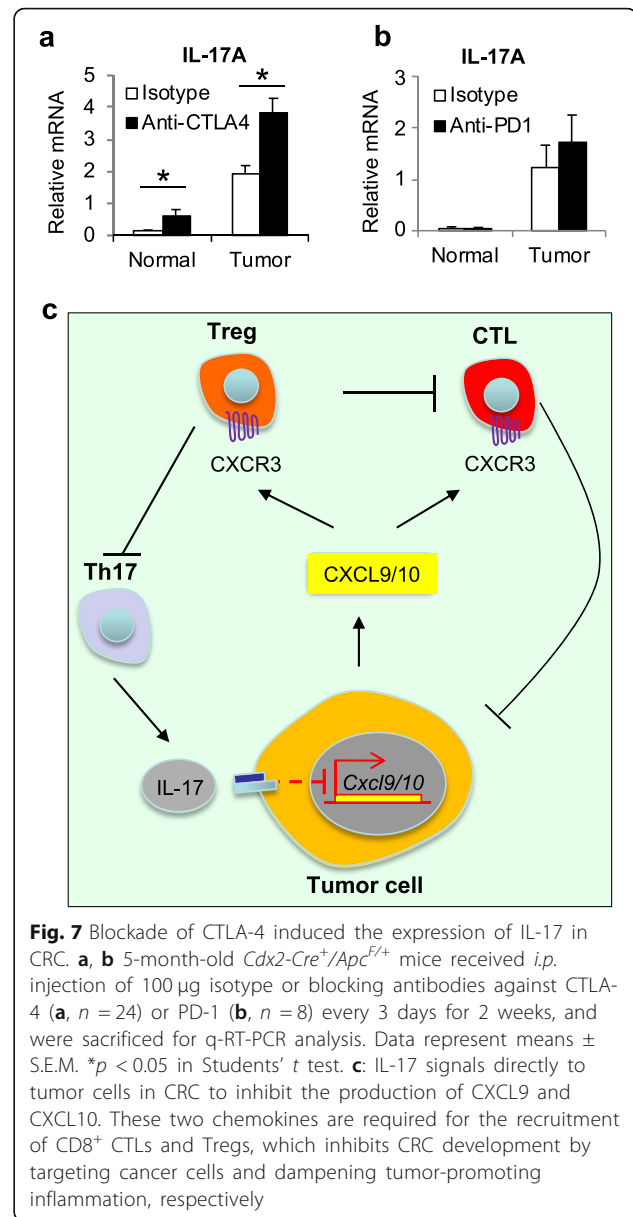 a
IL-17A
Isotype
Anti-CTLA4
Relative mRNA
5
4
3
2
1
0
*
*
Normal
Tumor
b
IL-17A
Isotype
Anti-PD1
Relative mRNA
3
2
1
0
Normal
Tumor
c
Treg
CTL
CXCR3
CXCR3
Th17
CXCL9/10
IL-17
Cxcl9/10
Tumor cell
Fig. 7 Blockade of CTLA-4 induced the expression of IL-17 in
CRC. a, b 5-month-old Cdx2-Cre⁺/Apcᶠ/⁺ mice received i.p.
injection of 100 μg isotype or blocking antibodies against CTLA-
4 (a, n = 24) or PD-1 (b, n = 8) every 3 days for 2 weeks, and
were sacrificed for q-RT-PCR analysis. Data represent means ±
S.E.M. *p < 0.05 in Students' t test. c: IL-17 signals directly to
tumor cells in CRC to inhibit the production of CXCL9 and
CXCL10. These two chemokines are required for the recruitment
of CD8⁺ CTLs and Tregs, which inhibits CRC development by
targeting cancer cells and dampening tumor-promoting
inflammation, respectively